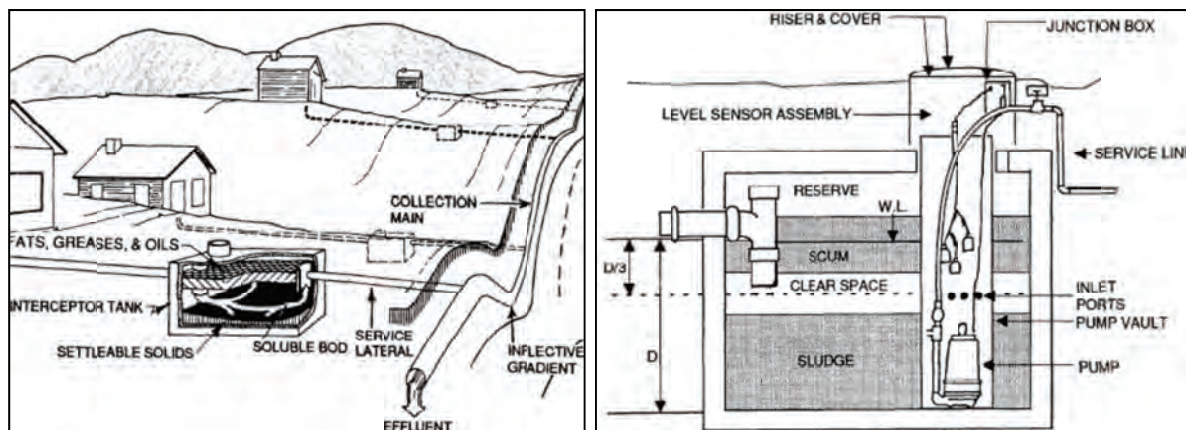 COLLECTION
MAIN
FATS, GREASES, & OILS
INTERCEPTOR TANK
SETTLEABLE SOLIDS
SOLUBLE BOD
SERVICE
LATERAL
INFLECTIVE
GRADIENT
EFFLUENT
RISER & COVER
JUNCTION BOX
LEVEL SENSOR ASSEMBLY
SERVICE LINE
RESERVE
W.L.
SCUM
D/3
CLEAR SPACE
INLET
PORTS
PUMP VAULT
D
SLUDGE
PUMP